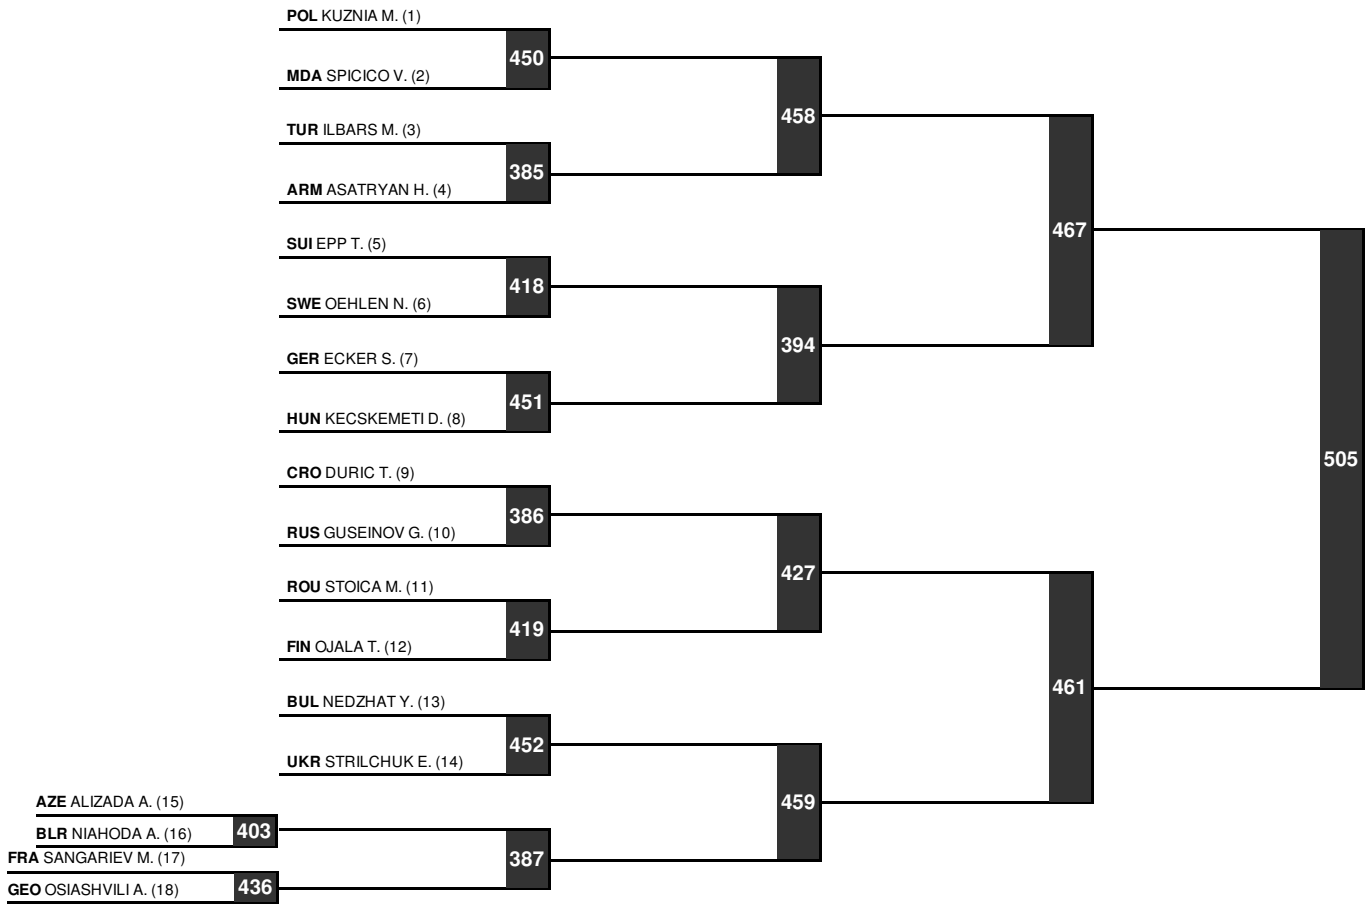 POL KUZNIA M. (1)
450
MDA SPICICO V. (2)
458
TUR ILBARS M. (3)
385
ARM ASATRYAN H. (4)
467
SUI EPP T. (5)
418
SWE OEHLEN N. (6)
394
GER ECKER S. (7)
451
HUN KECSKEMETI D. (8)
505
CRO DURIC T. (9)
386
RUS GUSEINOV G. (10)
427
ROU STOICA M. (11)
419
FIN OJALA T. (12)
461
BUL NEDZHAT Y. (13)
452
UKR STRILCHUK E. (14)
459
AZE ALIZADA A. (15)
403
BLR NIAHODA A. (16)
387
FRA SANGARIEV M. (17)
436
GEO OSIASHVILI A. (18)